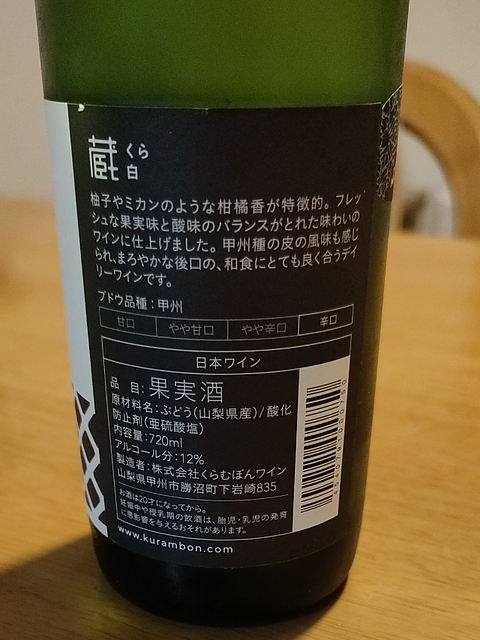 蔵 くら
白
柚子やミカンのような柑橘香が特徴的。フレッ
シュな果実味と酸味のバランスがとれた味わいの
ワインに仕上げました。甲州種の皮の風味も感じ
られ、まろやかな後口の、和食にとても良く合うデイ
リーワインです。
ブドウ品種：甲州
甘口 やや甘口 やや辛口 辛口
日本ワイン
品 目：果実酒
原材料名：ぶどう(山梨県産)/酸化
防止剤(亜硫酸塩)
内容量：720ml
アルコール分：12%
製造者：株式会社くらむぼんワイン
山梨県甲州市勝沼町下岩崎835
お酒は20才になってから。
妊娠中や授乳期の飲酒は、胎児・乳児の発育
に悪影響を与えるおそれがあります。
www.kurambon.com